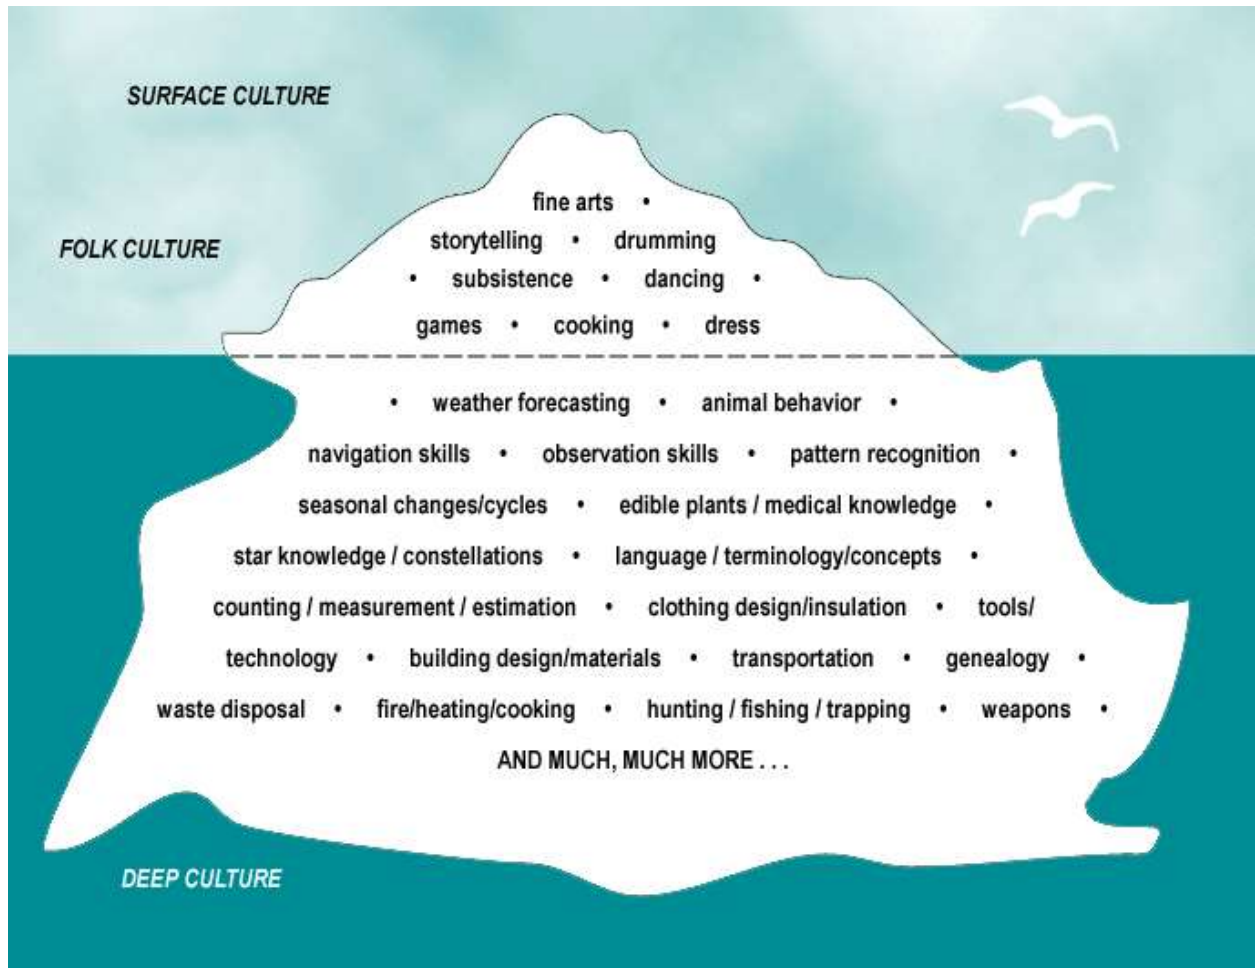 SURFACE CULTURE
fine arts •
FOLK CULTURE
storytelling • drumming
• subsistence • dancing •
games • cooking • dress
• weather forecasting • animal behavior •
navigation skills • observation skills • pattern recognition •
seasonal changes/cycles • edible plants / medical knowledge •
star knowledge / constellations • language / terminology/concepts •
counting / measurement / estimation • clothing design/insulation • tools/
technology • building design/materials • transportation • genealogy •
waste disposal • fire/heating/cooking • hunting / fishing / trapping • weapons •
AND MUCH, MUCH MORE . . .
DEEP CULTURE